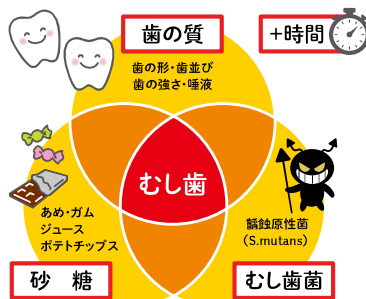 歯の質
+時間
歯の形・歯並び
歯の強さ・唾液
むし歯
あめ・ガム
ジュース
ポテトチップス
齲蝕原性菌
（S.mutans）
砂　糖
むし歯菌